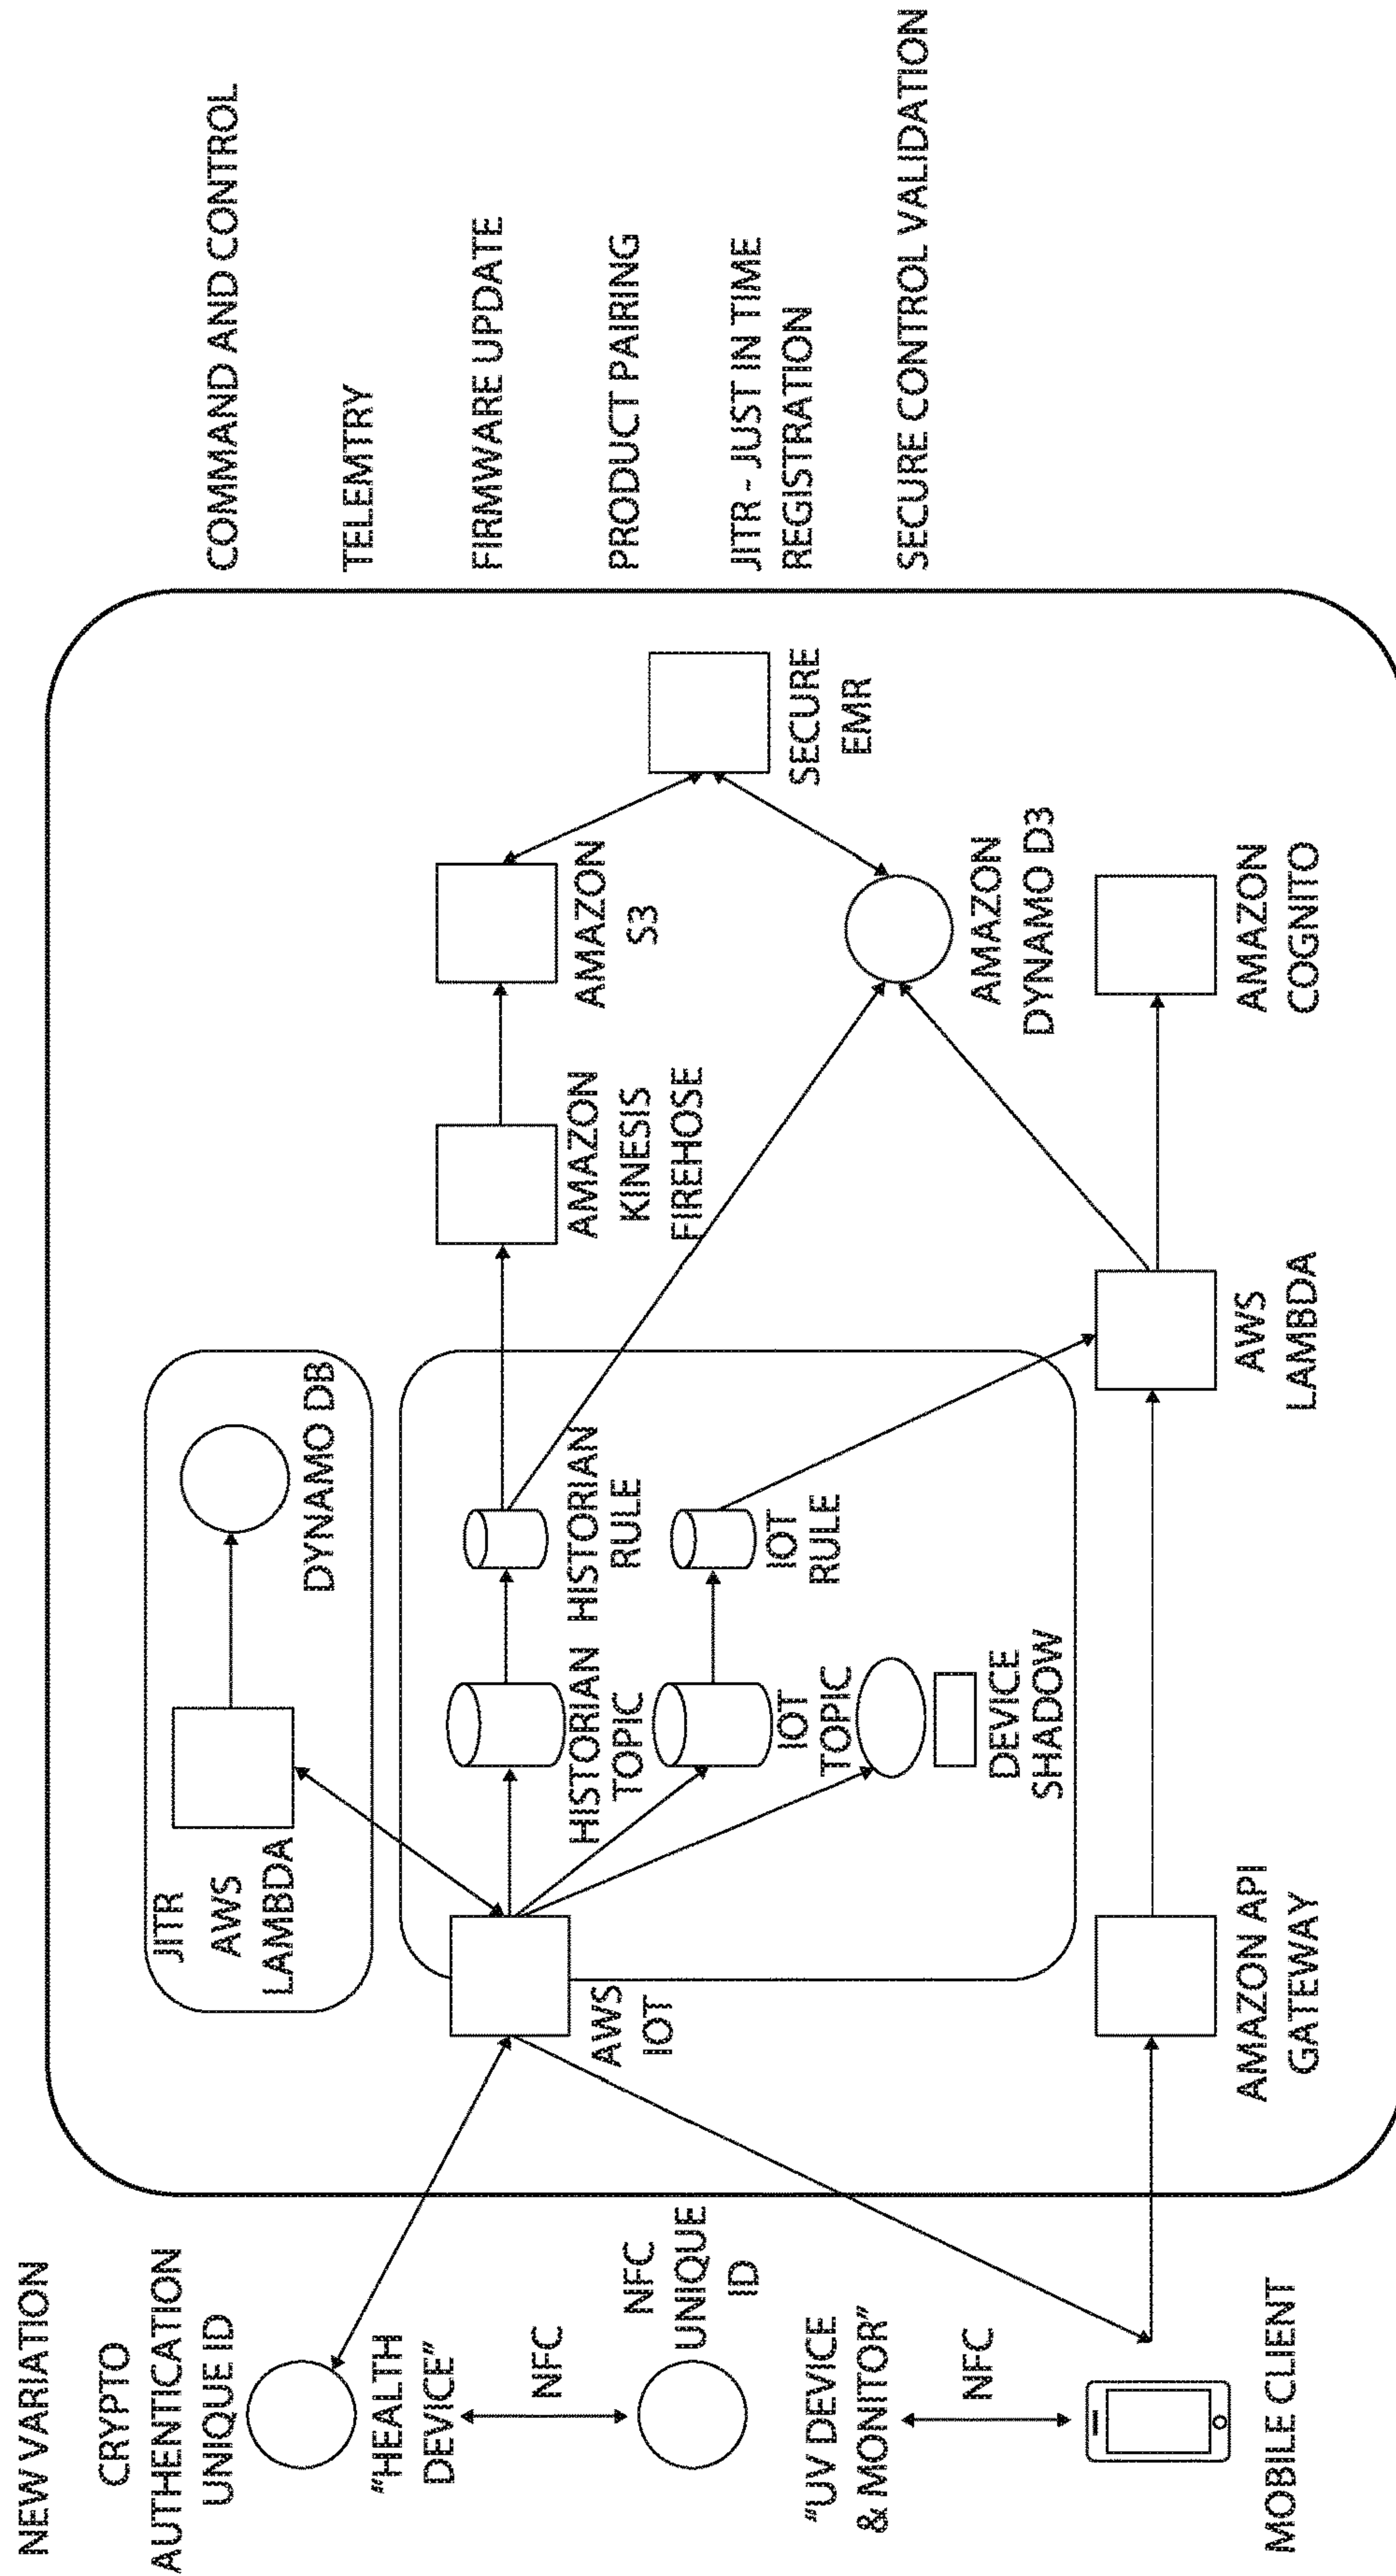 NEW VARIATION
CRYPTO
AUTHENTICATION
UNIQUE ID
"HEALTH
DEVICE"
NFC
NFC
UNIQUE
ID
"UV DEVICE
& MONITOR"
NFC
MOBILE CLIENT
JITR
AWS
LAMBDA
DYNAMO DB
AWS
IOT
HISTORIAN
TOPIC
HISTORIAN
RULE
IOT
TOPIC
IOT
RULE
DEVICE
SHADOW
AMAZON API
GATEWAY
AWS
LAMBDA
AMAZON
KINESIS
FIREHOSE
AMAZON
S3
AMAZON
DYNAMO D3
AMAZON
COGNITO
SECURE
EMR
COMMAND AND CONTROL
TELEMTRY
FIRMWARE UPDATE
PRODUCT PAIRING
JITR - JUST IN TIME
REGISTRATION
SECURE CONTROL VALIDATION